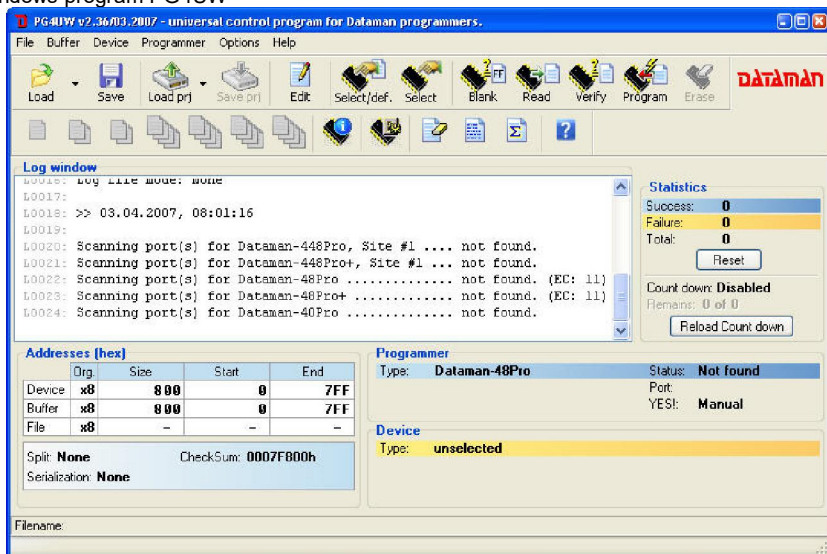 PG4UW v2.36/03.2007 - universal control program for Dataman programmers.
File Buffer Device Programmer Options Help
Load Save Load prj Save prj Edit Select/def. Select Blank Read Verify Program Erase DATAMAN
Log window
L0016: Log file mode: None
L0017:
L0018: >> 03.04.2007, 08:01:16
L0019:
L0020: Scanning port(s) for Dataman-448Pro, Site #1 .... not found.
L0021: Scanning port(s) for Dataman-448Pro+, Site #1 ... not found.
L0022: Scanning port(s) for Dataman-48Pro .............. not found. (EC: 11)
L0023: Scanning port(s) for Dataman-48Pro+ ............. not found. (EC: 11)
L0024: Scanning port(s) for Dataman-40Pro .............. not found.
Statistics
Success: 0
Failure: 0
Total: 0
Reset
Count down: Disabled
Remains: 0 of 0
Reload Count down
Addresses (hex)
Org. Size Start End
Device x8 800 0 7FF
Buffer x8 800 0 7FF
File x8 - - -
Split: None CheckSum: 0007F800h
Serialization: None
Programmer
Type: Dataman-48Pro Status: Not found
Port:
YES!: Manual
Device
Type: unselected
Filename: